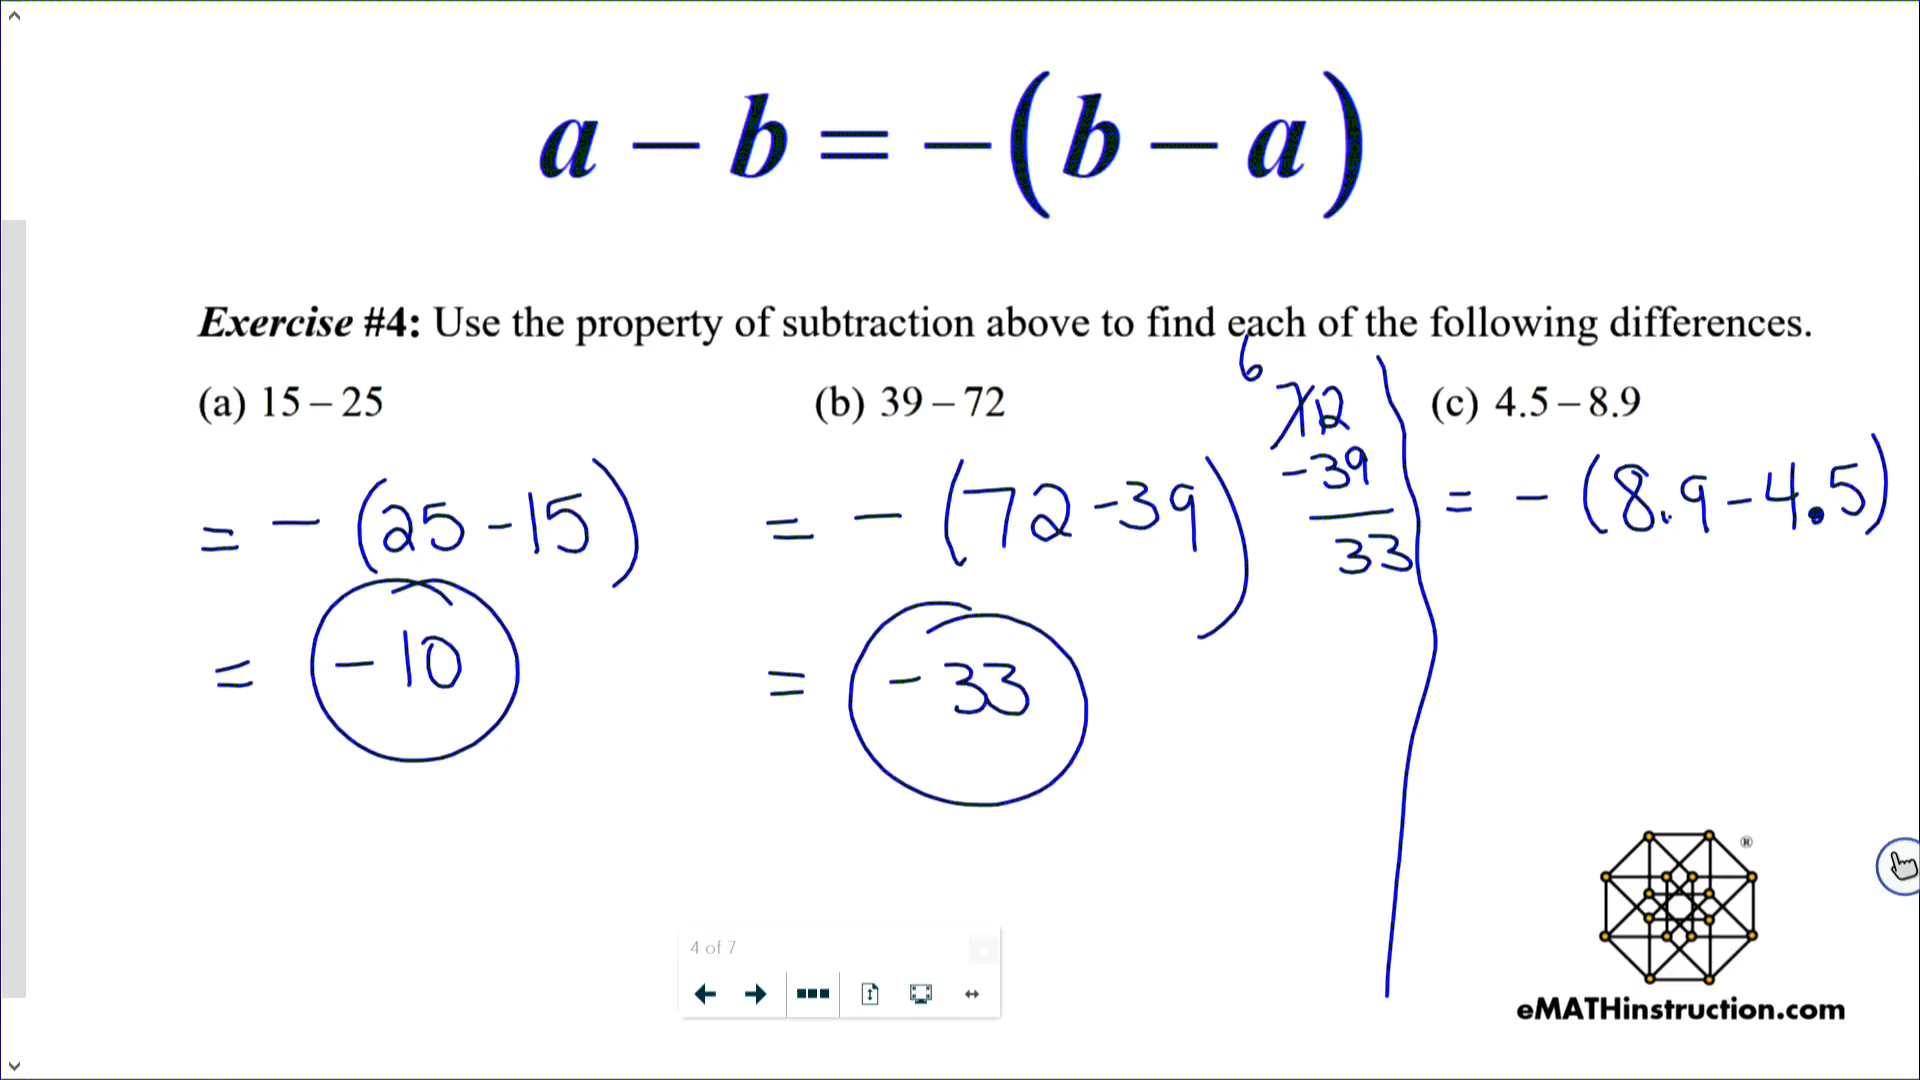 a − b = −(b − a)
Exercise #4: Use the property of subtraction above to find each of the following differences.
(a) 15 – 25
= − (25 - 15)
= − 10
(b) 39 – 72
= − (72 - 39)
= − 33
6
72
- 39
33
(c) 4.5 – 8.9
= − (8.9 - 4.5)
4 of 7
®
eMATHinstruction.com